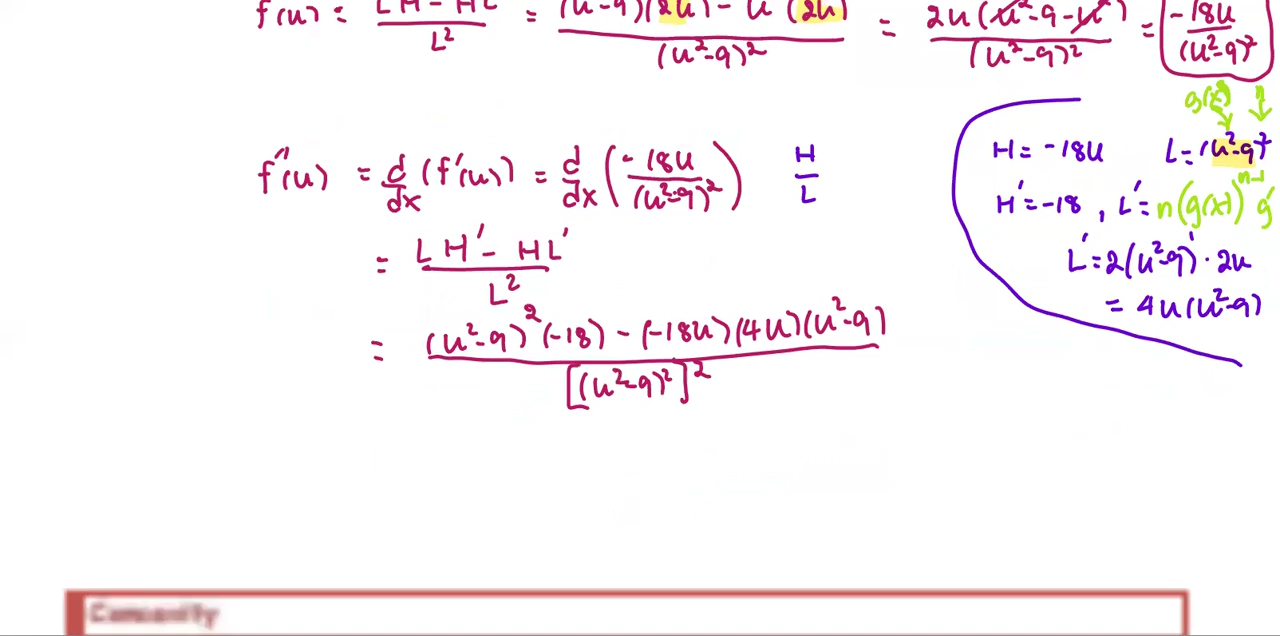 f'(u) = (LH' - HL')/L² = ((u²-9)(2u) - u²(2u))/(u²-9)² = 2u(u²-9-u²)/(u²-9)² = -18u/(u²-9)²
g(x) n
H = -18u L = (u²-9)²
f''(u) = d/dx (f'(u)) = d/dx (-18u/(u²-9)²) H/L
H' = -18 , L' = n(g(x))ⁿ⁻¹ g'
= (LH' - HL')/L²
L' = 2(u²-9)¹ · 2u
= 4u(u²-9)
= ((u²-9)²(-18) - (-18u)(4u)(u²-9))/[(u²-9)²]²
Concavity